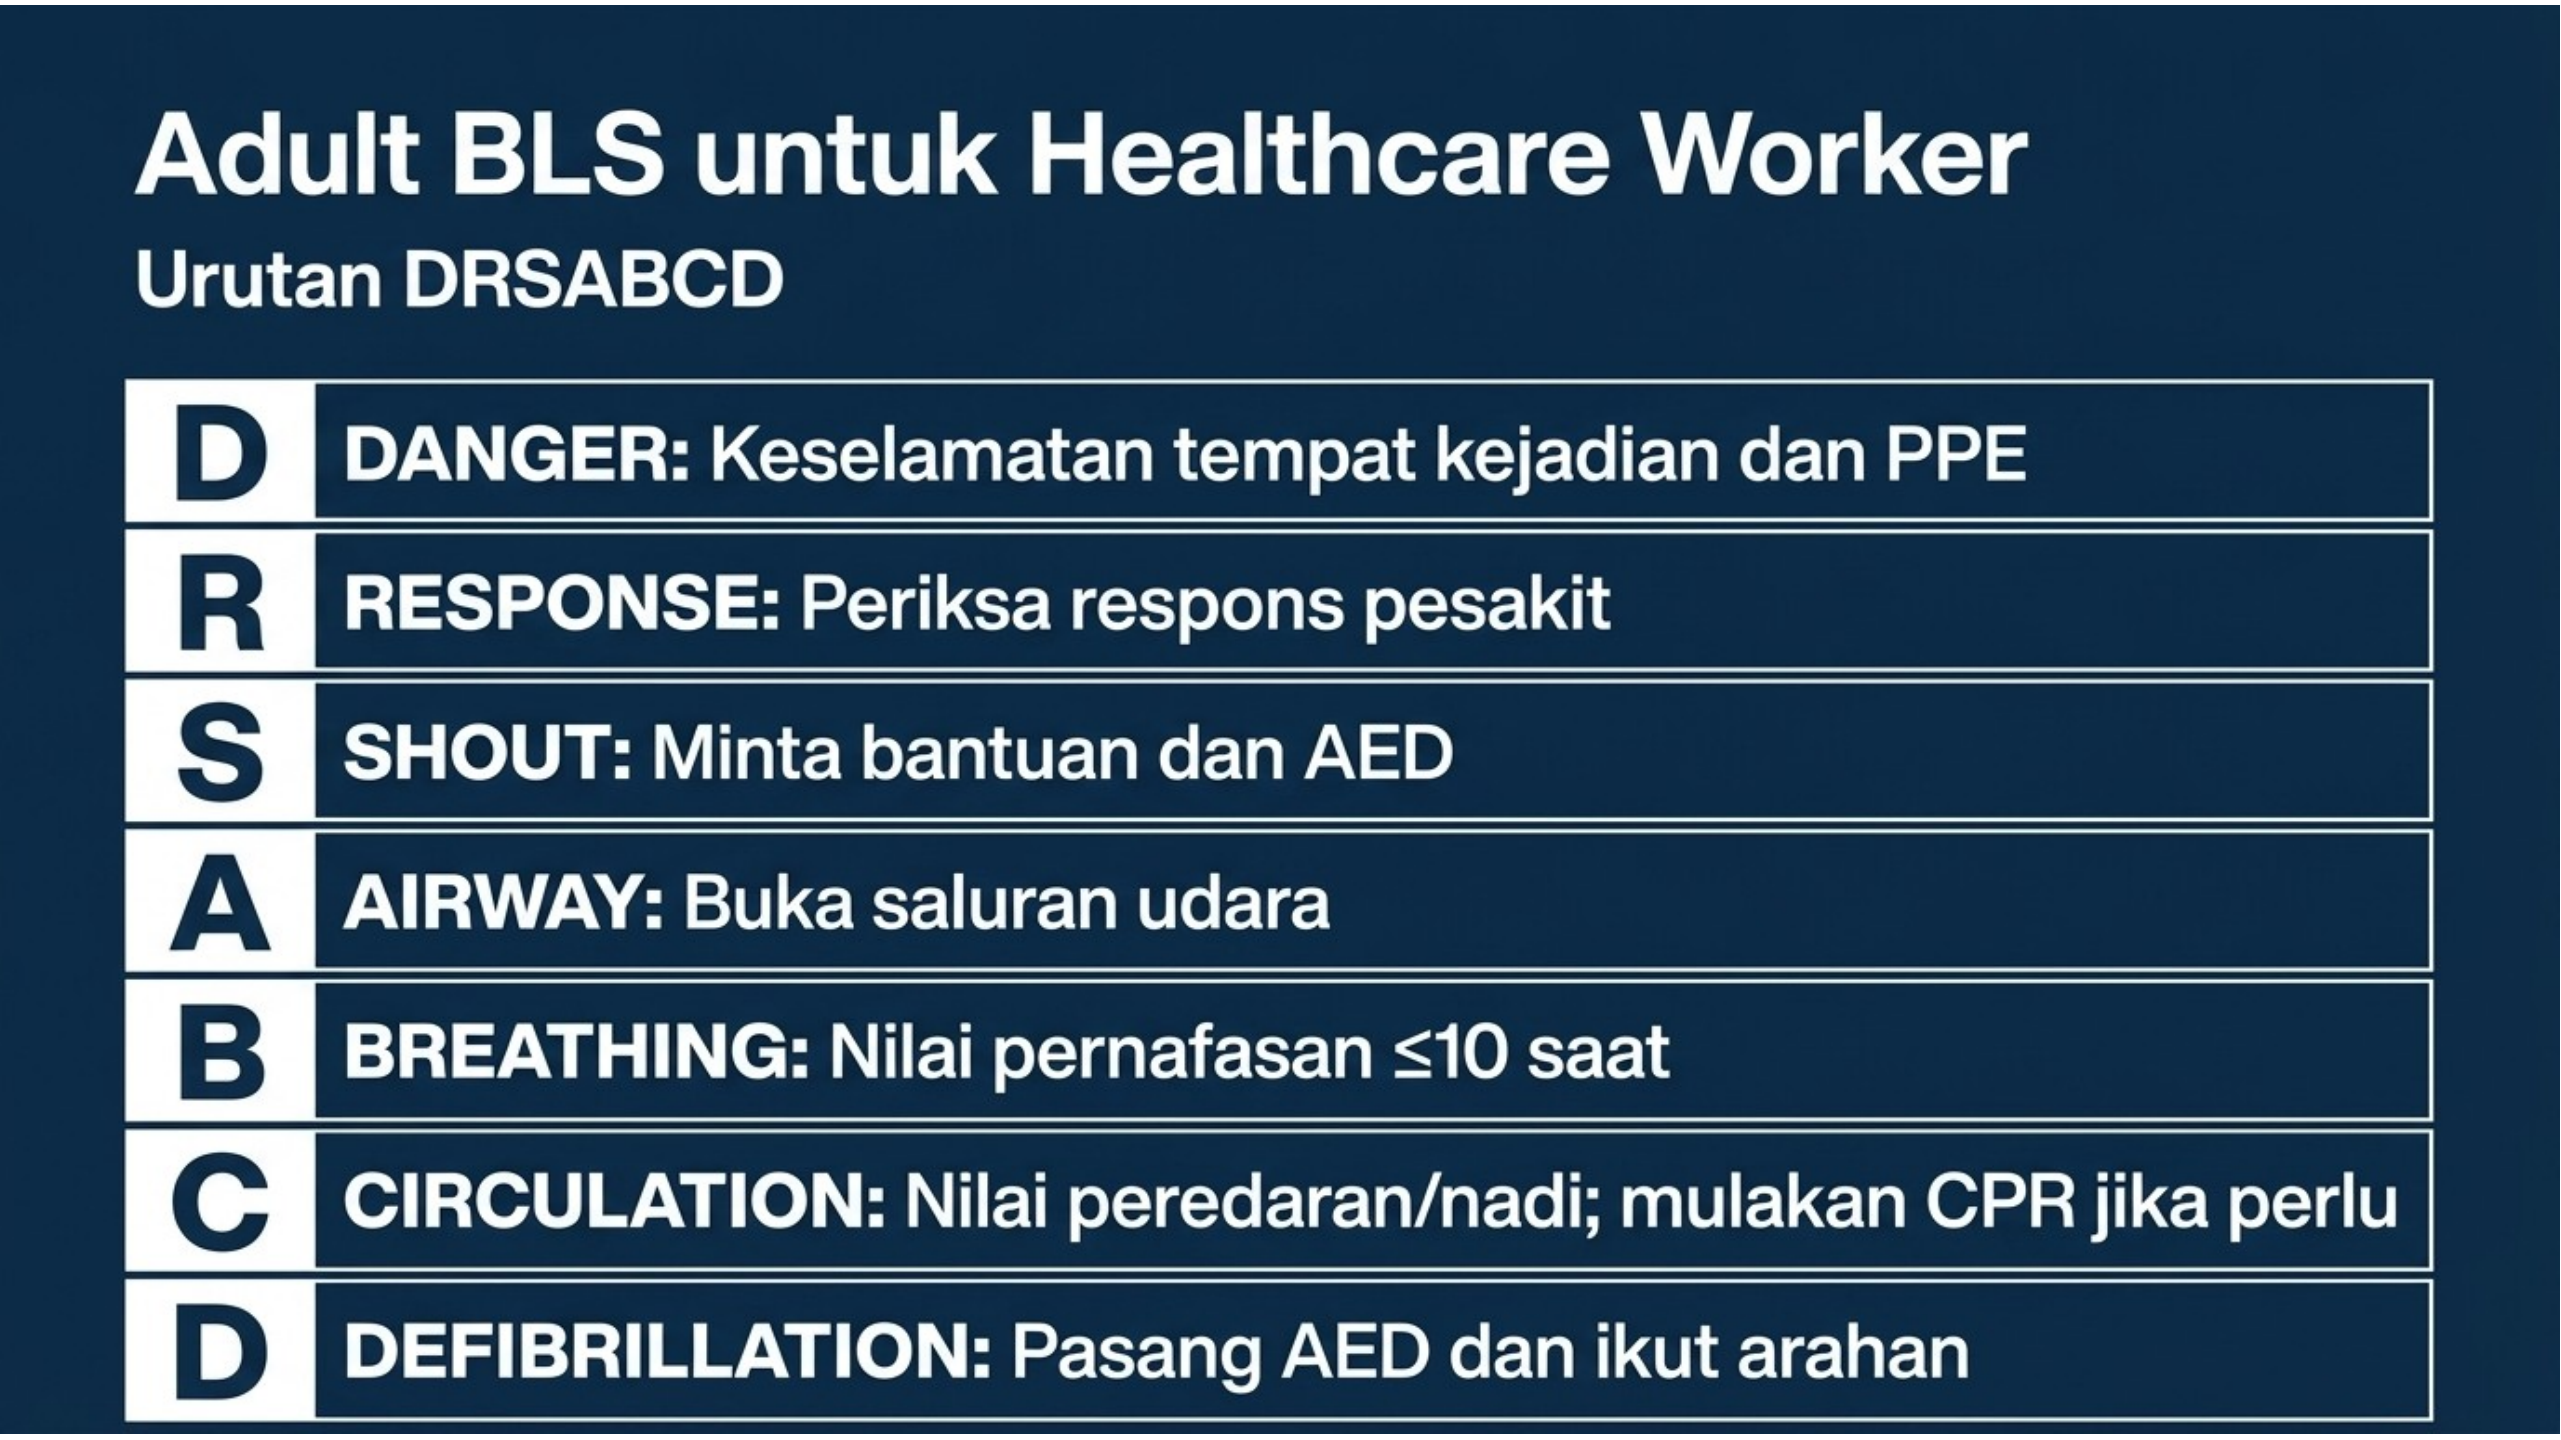 Adult BLS untuk Healthcare Worker
Urutan DRSABCD
D DANGER: Keselamatan tempat kejadian dan PPE
R RESPONSE: Periksa respons pesakit
S SHOUT: Minta bantuan dan AED
A AIRWAY: Buka saluran udara
B BREATHING: Nilai pernafasan ≤10 saat
C CIRCULATION: Nilai peredaran/nadi; mulakan CPR jika perlu
D DEFIBRILLATION: Pasang AED dan ikut arahan